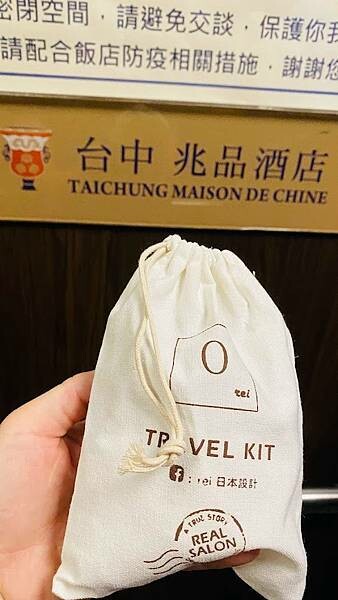 密閉空間，請避免交談，保護你我
請配合飯店防疫相關措施，謝謝您
台中 兆品酒店
TAICHUNG MAISON DE CHINE
O
rei
TRAVEL KIT
f：rei 日本設計
A TRUE STORY
REAL
SALON